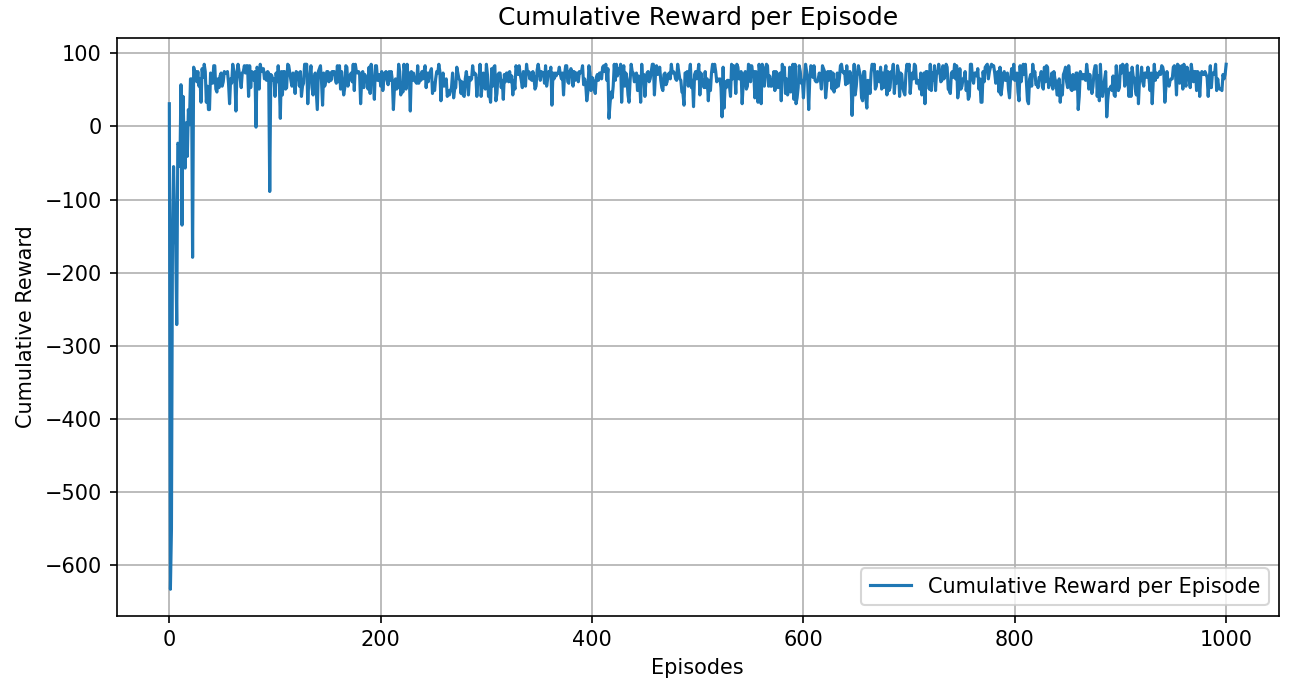 Cumulative Reward per Episode
100
0
−100
−200
−300
−400
−500
−600
Cumulative Reward
Cumulative Reward per Episode
0 200 400 600 800 1000
Episodes